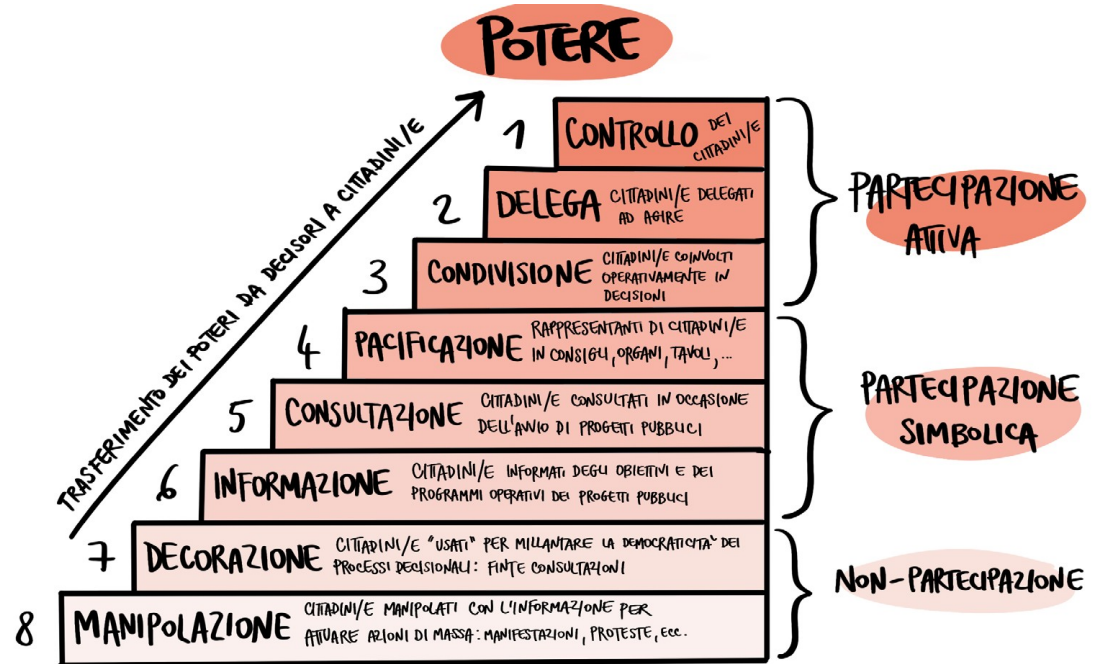 POTERE
TRASFERIMENTO DEI POTERI DA DECISORI A CITTADINI/E
1
CONTROLLO DEI
CITTADINI/E
2
DELEGA CITTADINI/E DELEGATI
AD AGIRE
3
CONDIVISIONE CITTADINI/E COINVOLTI
OPERATIVAMENTE IN
DECISIONI
PARTECIPAZIONE
ATTIVA
4
PACIFICAZIONE RAPPRESENTANTI DI CITTADINI/E
IN CONSIGLI, ORGANI, TAVOLI, ...
5
CONSULTAZIONE CITTADINI/E CONSULTATI IN OCCASIONE
DELL'AVVIO DI PROGETTI PUBBLICI
6
INFORMAZIONE CITTADINI/E INFORMATI DEGLI OBIETTIVI E DEI
PROGRAMMI OPERATIVI DEI PROGETTI PUBBLICI
PARTECIPAZIONE
SIMBOLICA
7
DECORAZIONE CITTADINI/E "USATI" PER MILLANTARE LA DEMOCRATICITA' DEI
PROCESSI DECISIONALI: FINTE CONSULTAZIONI
8
MANIPOLAZIONE CITTADINI/E MANIPOLATI CON L'INFORMAZIONE PER
ATTUARE AZIONI DI MASSA: MANIFESTAZIONI, PROTESTE, ECC.
NON-PARTECIPAZIONE